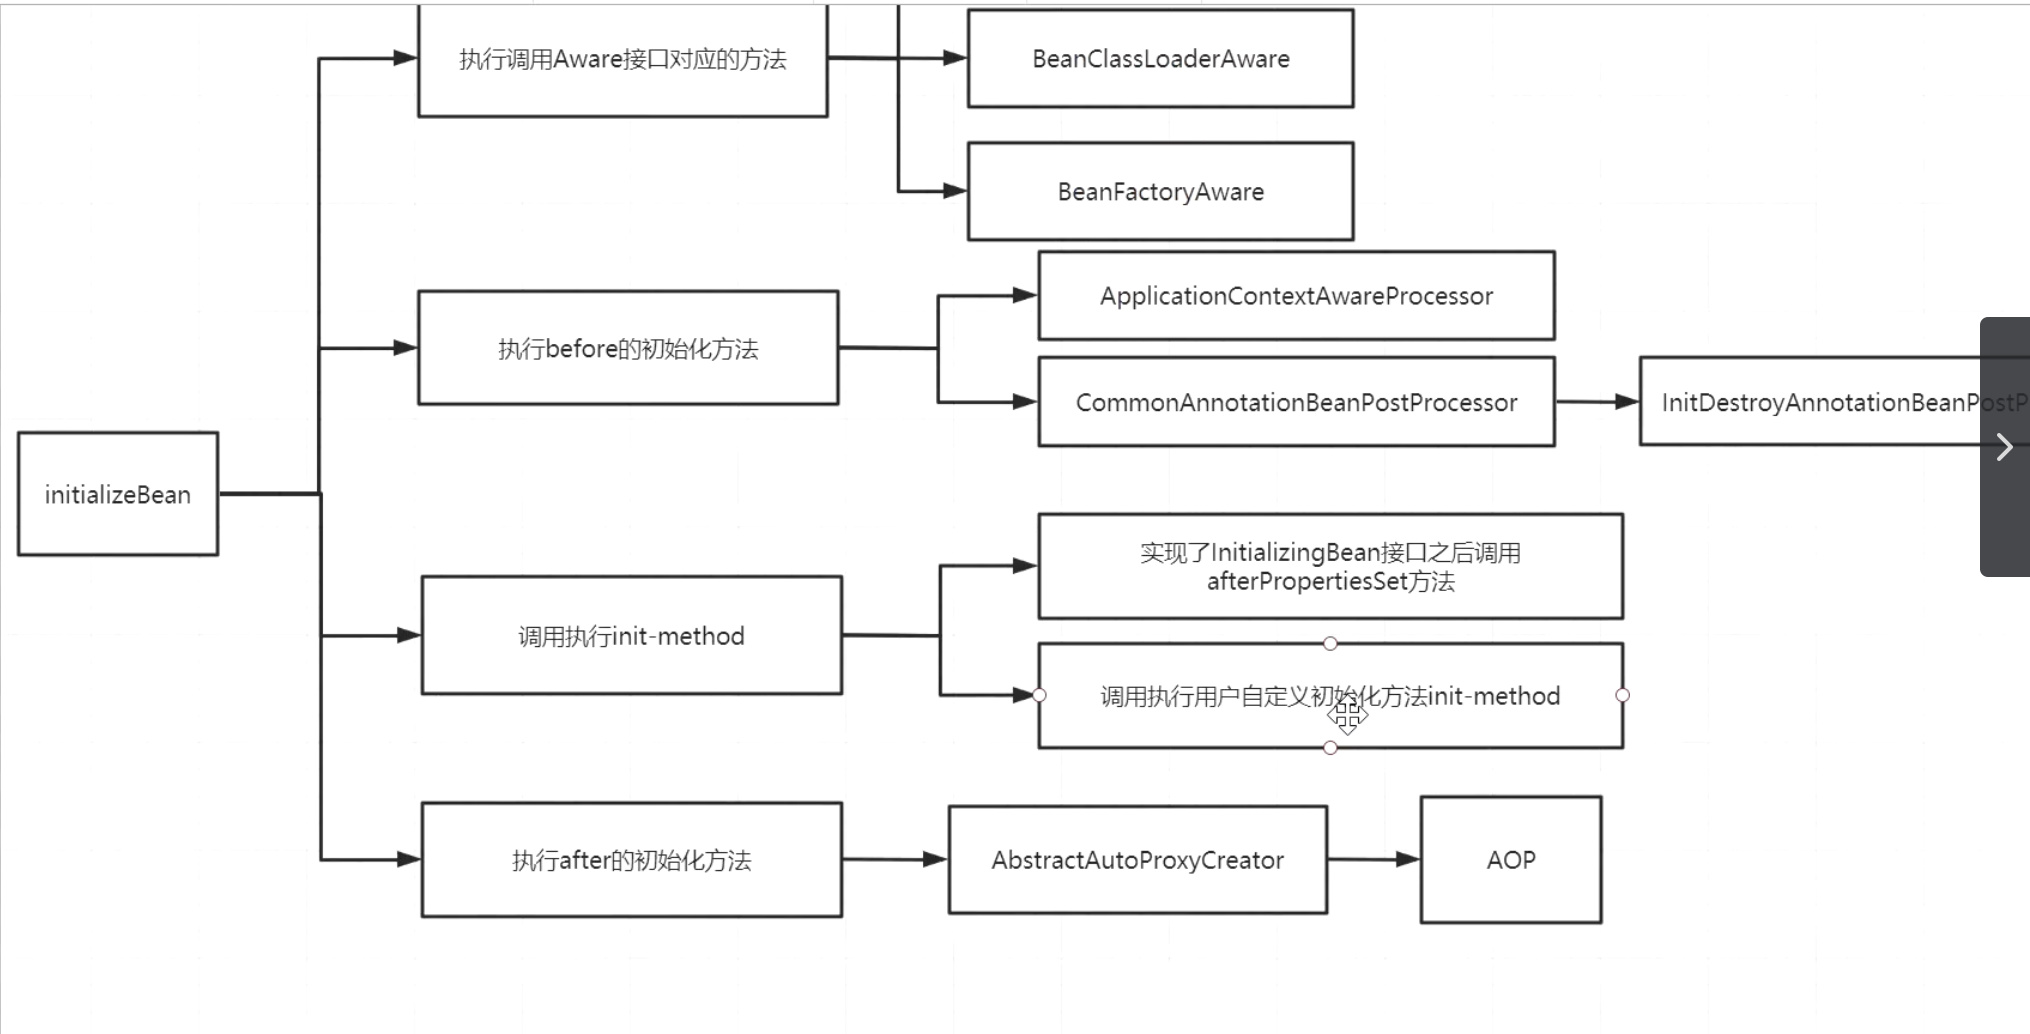 执行调用Aware接口对应的方法
BeanClassLoaderAware
BeanFactoryAware
执行before的初始化方法
ApplicationContextAwareProcessor
CommonAnnotationBeanPostProcessor
InitDestroyAnnotationBeanPostP
initializeBean
调用执行init-method
实现了InitializingBean接口之后调用
afterPropertiesSet方法
调用执行用户自定义初始化方法init-method
执行after的初始化方法
AbstractAutoProxyCreator
AOP